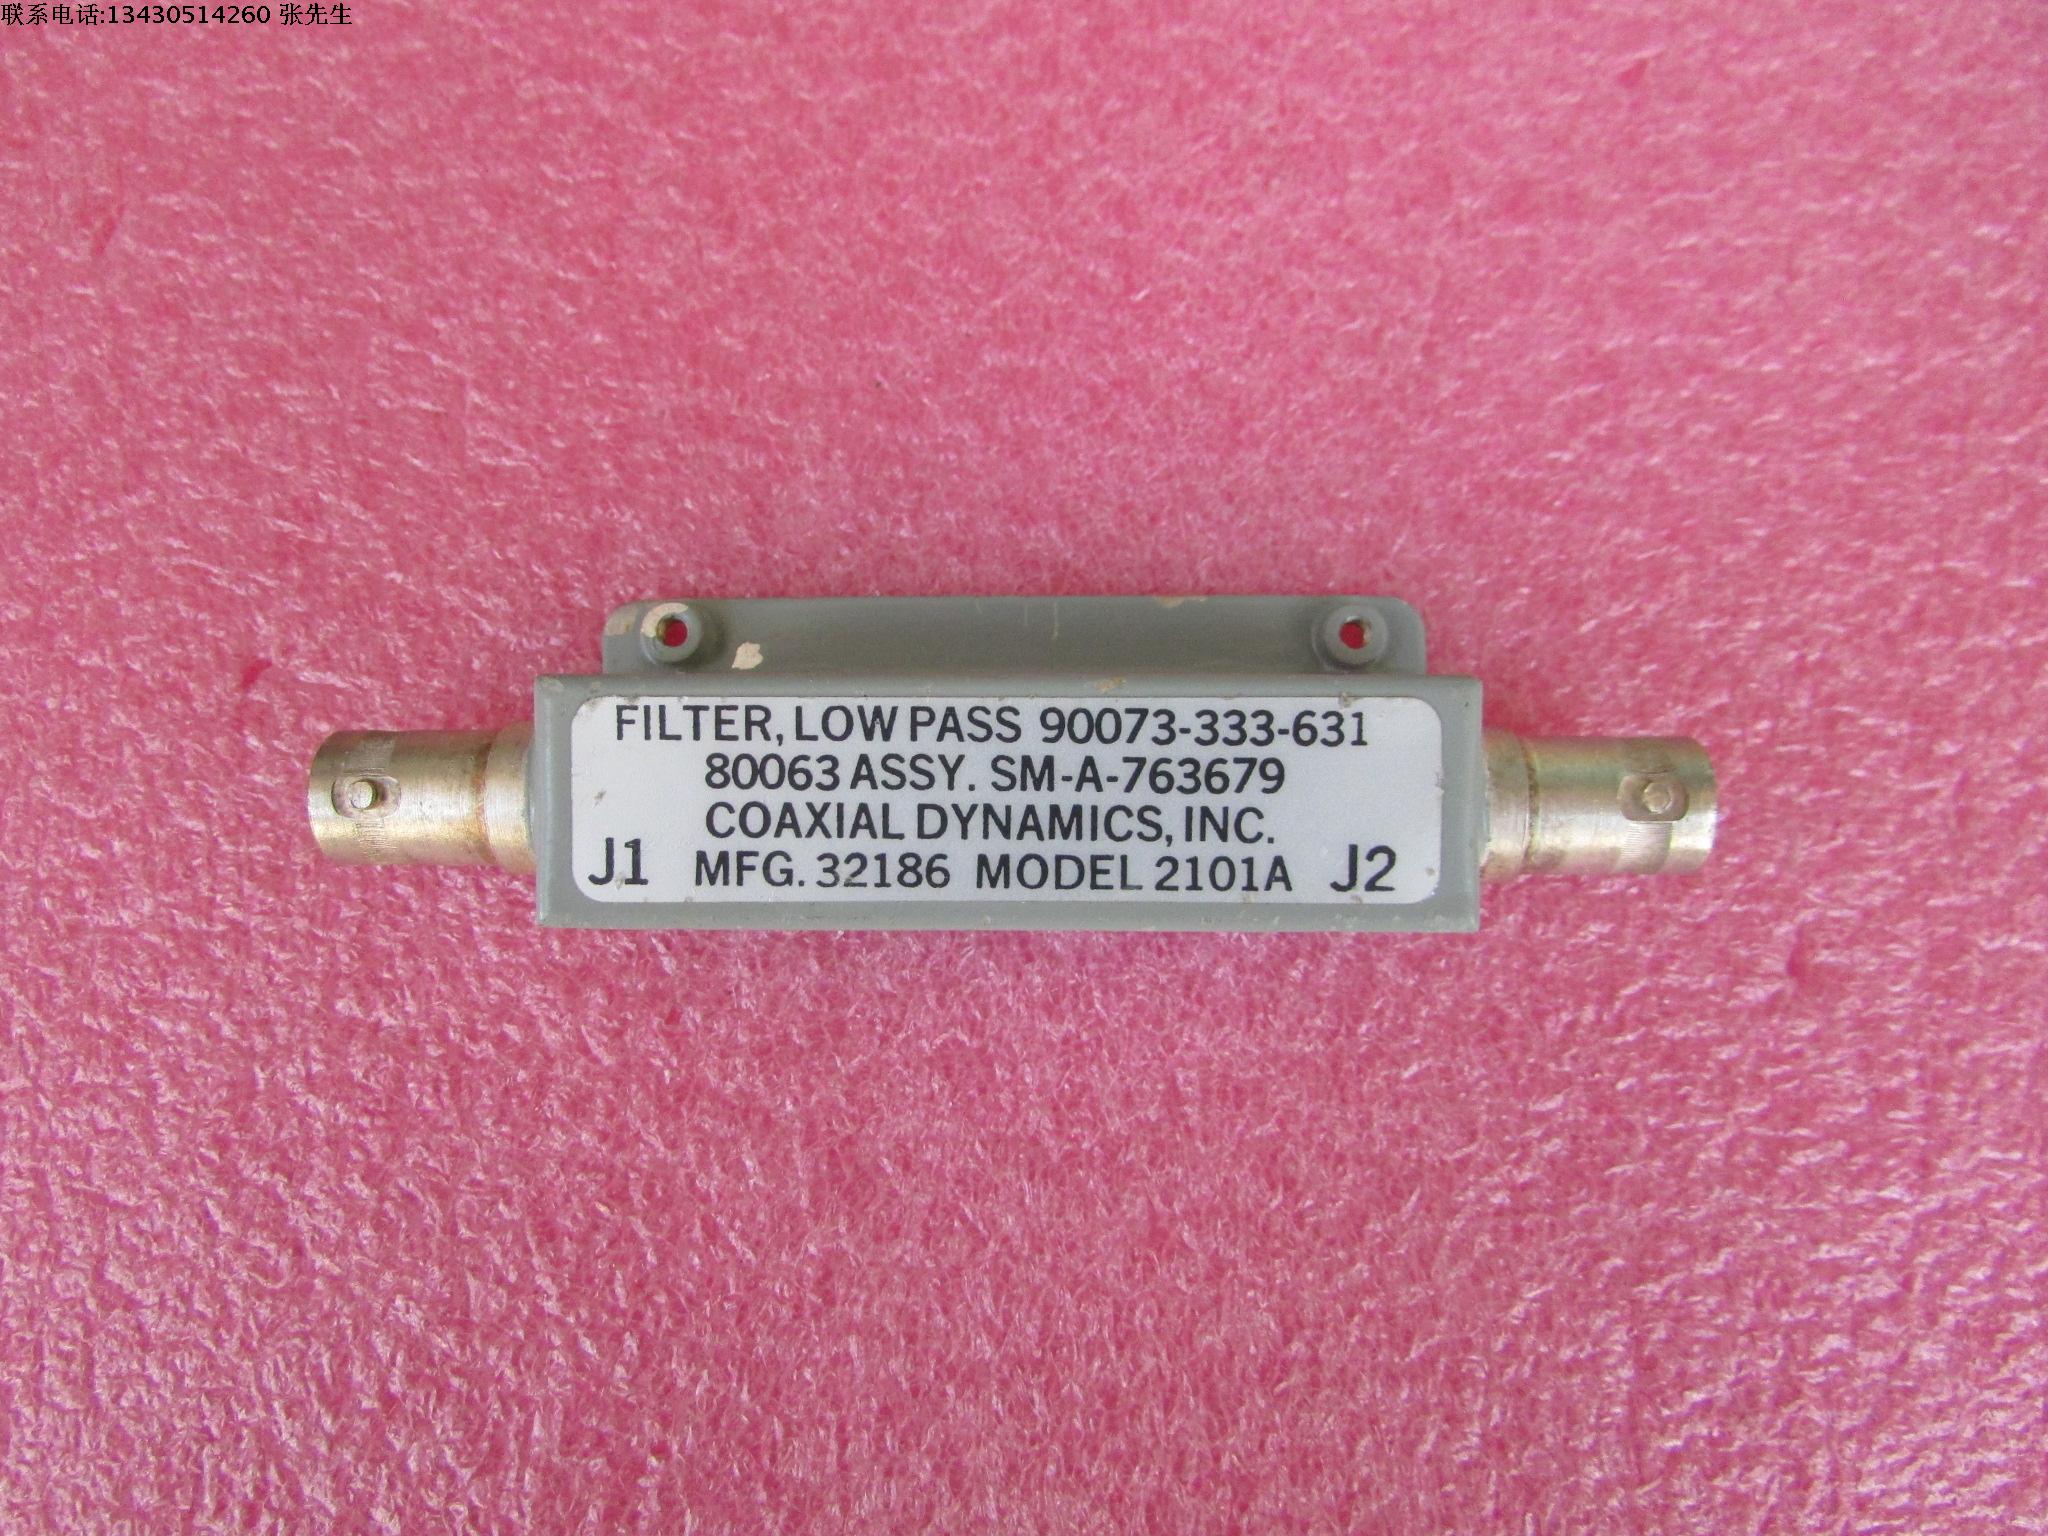 联系电话:13430514260 张先生
FILTER, LOW PASS 90073-333-631
80063 ASSY. SM-A-763679
COAXIAL DYNAMICS, INC.
J1 MFG. 32186 MODEL 2101A J2